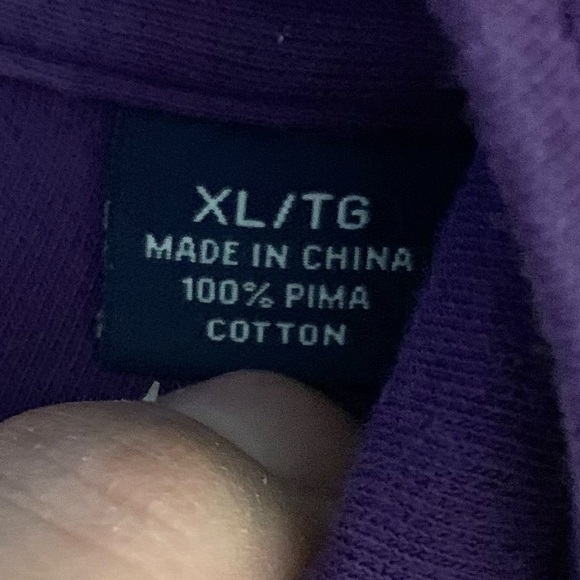 XL/TG
MADE IN CHINA
100% PIMA
COTTON